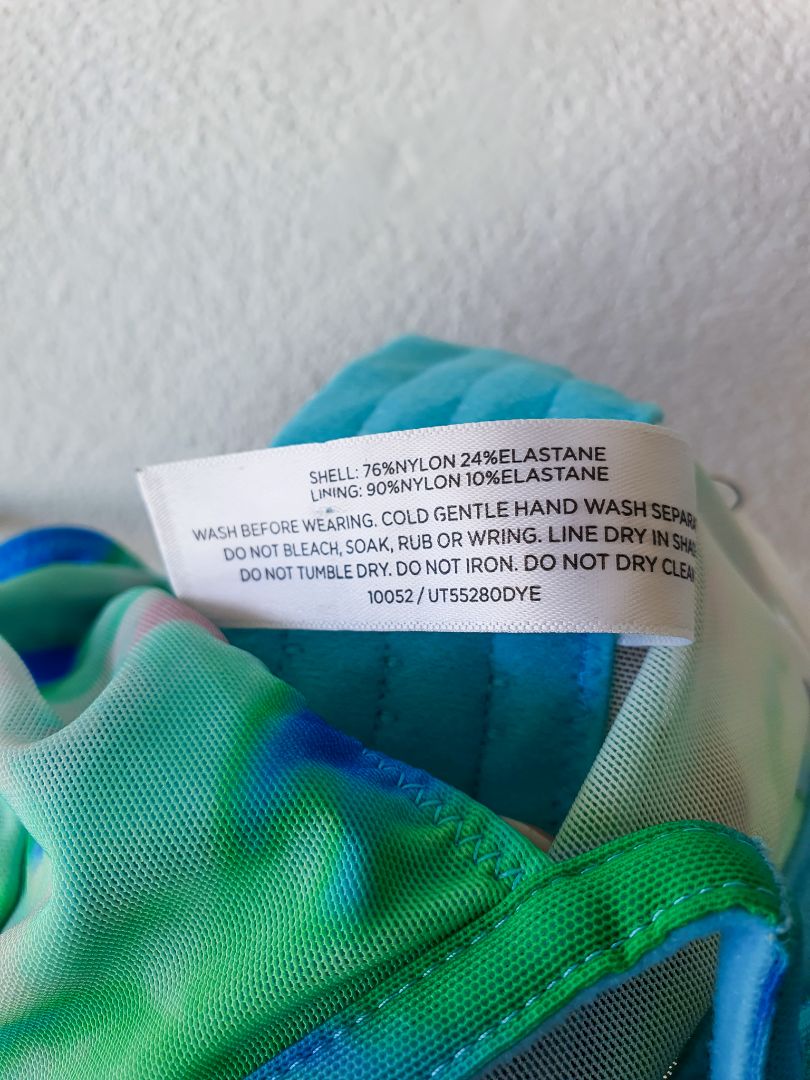 SHELL: 76%NYLON 24%ELASTANE
LINING: 90%NYLON 10%ELASTANE
WASH BEFORE WEARING. COLD GENTLE HAND WASH
DO NOT BLEACH, SOAK, RUB OR WRING. LINE DRY IN
DO NOT TUMBLE DRY. DO NOT IRON. DO NOT DRY
10052 / UT55280DYE